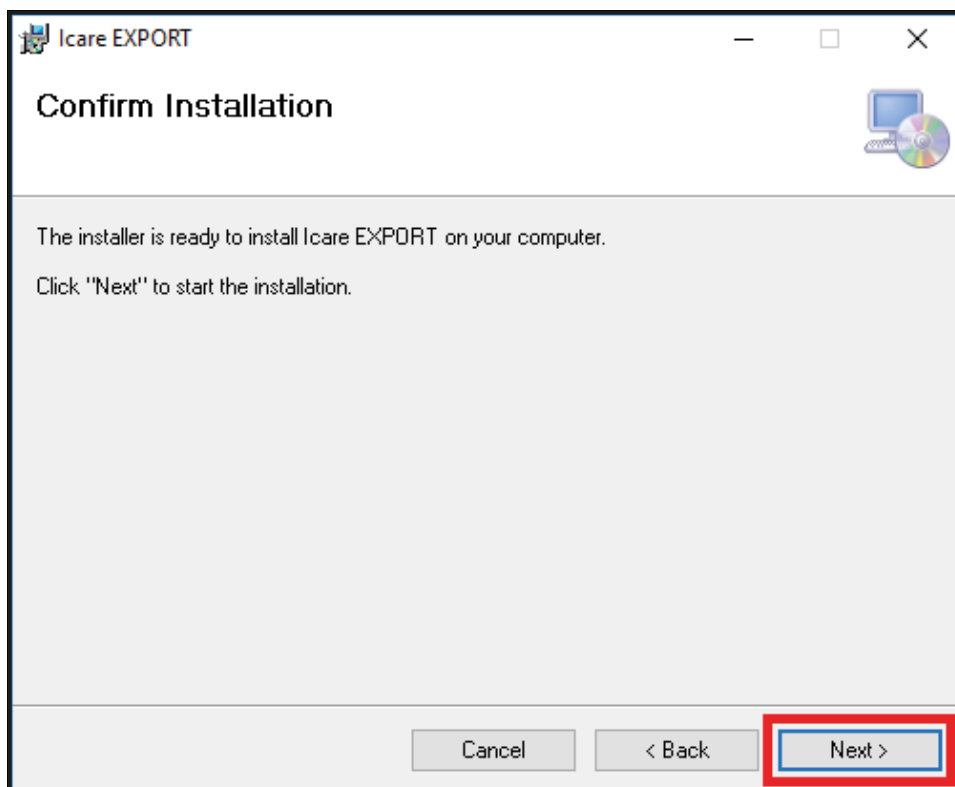 Icare EXPORT
Confirm Installation
The installer is ready to install Icare EXPORT on your computer.
Click "Next" to start the installation.
Cancel
< Back
Next >